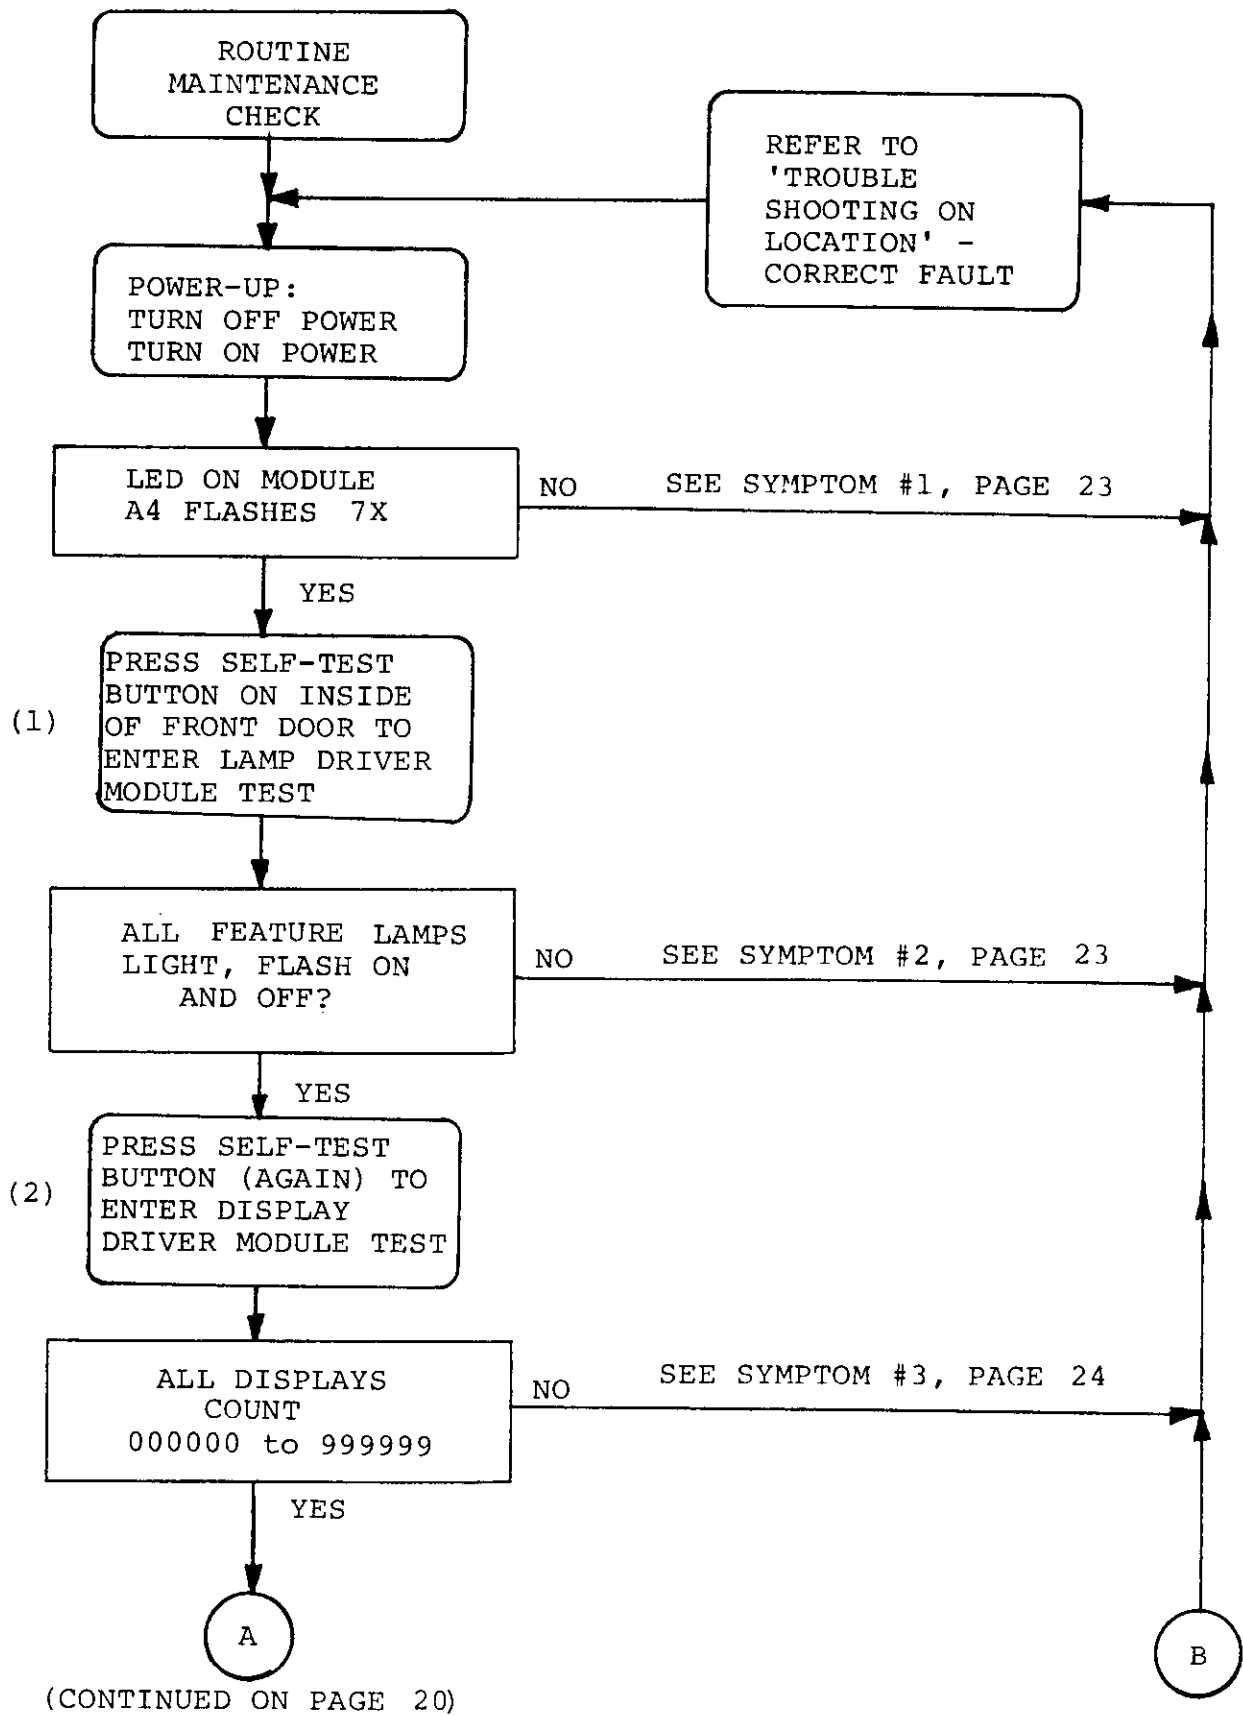 ROUTINE
MAINTENANCE
CHECK
REFER TO
'TROUBLE
SHOOTING ON
LOCATION' -
CORRECT FAULT
POWER-UP:
TURN OFF POWER
TURN ON POWER
LED ON MODULE
A4 FLASHES 7X
NO
SEE SYMPTOM #1, PAGE 23
YES
(1)
PRESS SELF-TEST
BUTTON ON INSIDE
OF FRONT DOOR TO
ENTER LAMP DRIVER
MODULE TEST
ALL FEATURE LAMPS
LIGHT, FLASH ON
AND OFF?
NO
SEE SYMPTOM #2, PAGE 23
YES
(2)
PRESS SELF-TEST
BUTTON (AGAIN) TO
ENTER DISPLAY
DRIVER MODULE TEST
ALL DISPLAYS
COUNT
000000 to 999999
NO
SEE SYMPTOM #3, PAGE 24
YES
A
B
(CONTINUED ON PAGE 20)